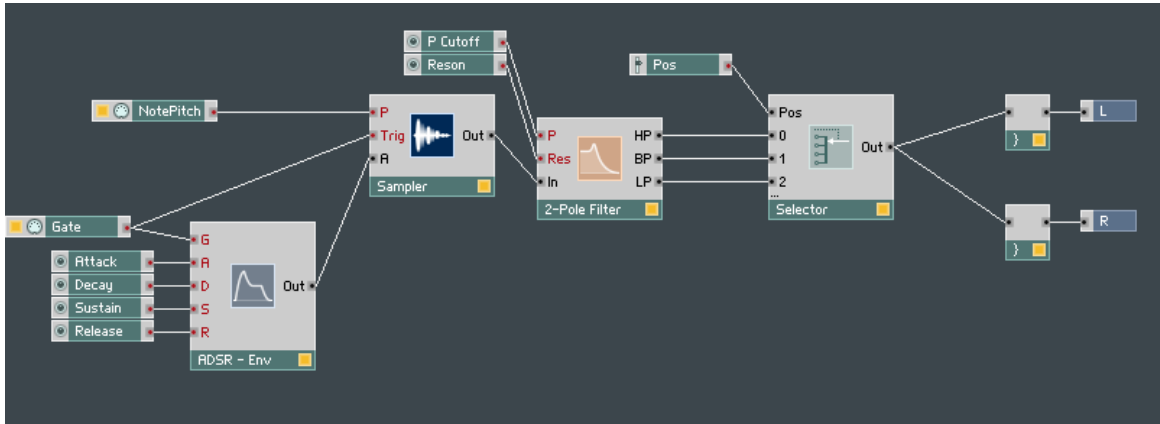 P Cutoff
Reson
Pos
NotePitch
P
Trig
A
Out
Sampler
P
Res
In
HP
BP
LP
2-Pole Filter
Pos
0
1
2
...
Out
Selector
}
L
}
R
Gate
Attack
Decay
Sustain
Release
G
A
D
S
R
Out
ADSR - Env